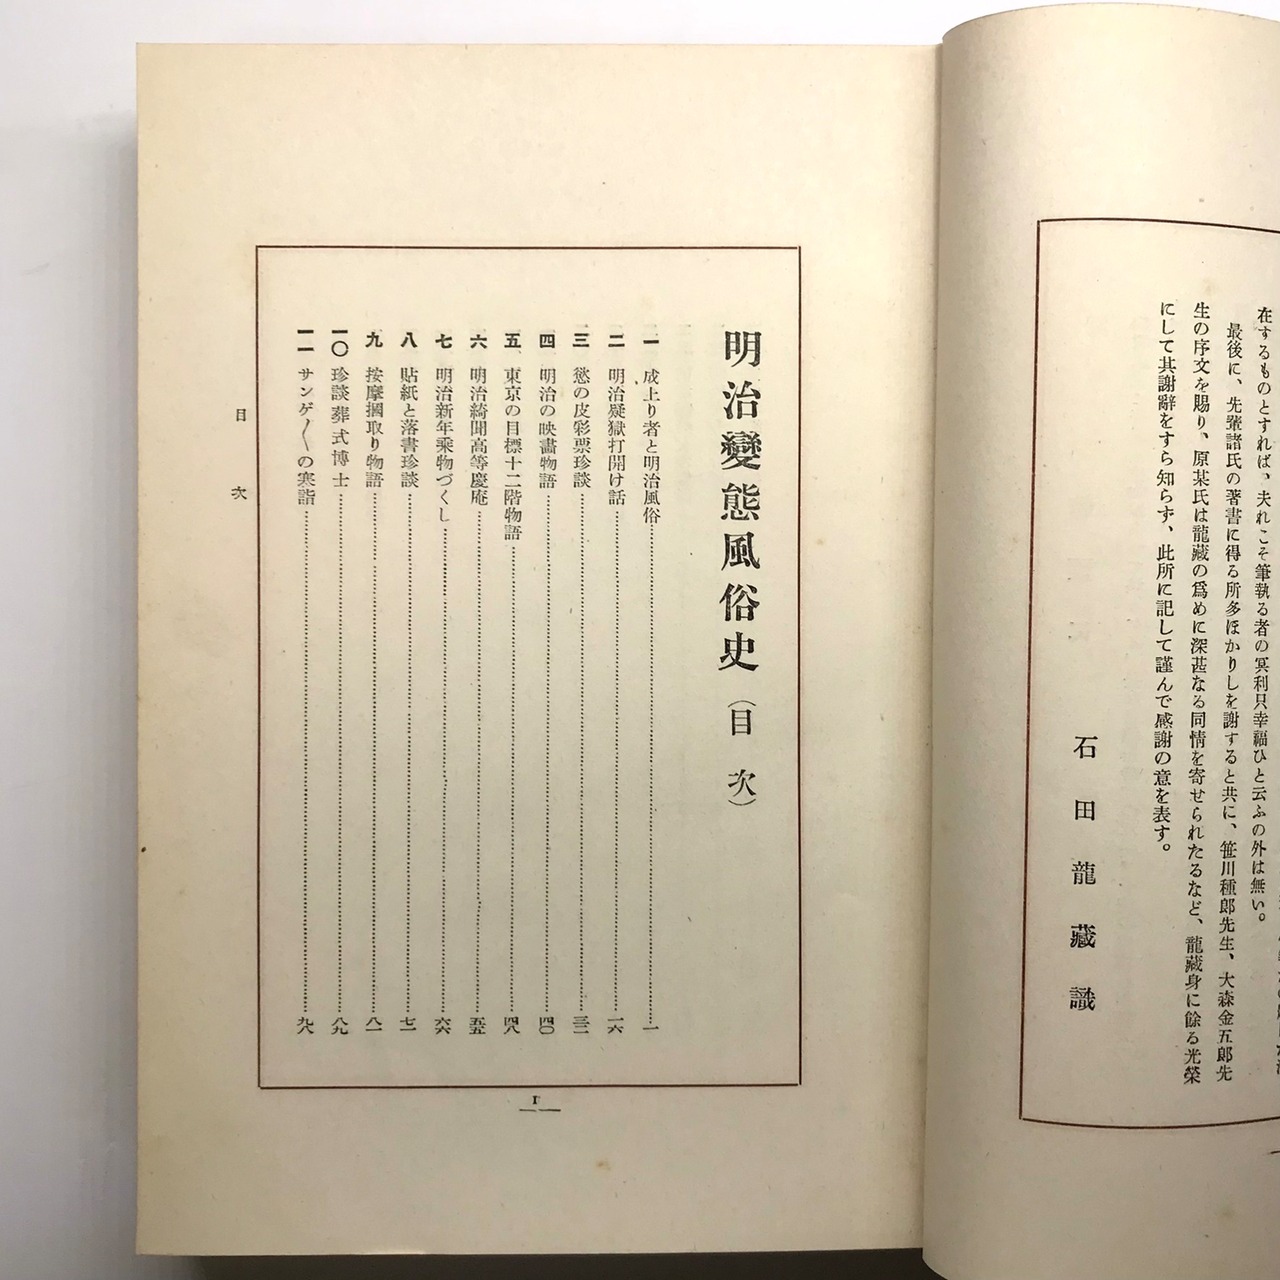 在するものとすれば、夫れこそ筆執る者の冥利只幸福ひと云ふの外は無い。
最後に、先輩諸氏の著書に得る所多ほかりしを謝すると共に、笹川種郎先生、大森金五郎先
生の序文を賜り、原某氏は龍藏の爲めに深甚なる同情を寄せられたるなど、龍藏身に餘る光榮
にして其謝辭をすら知らず、此所に記して謹んで感謝の意を表す。
石田龍藏識
明治變態風俗史（目次）
一 成上り者と明治風俗……一
二 明治疑獄打開け話……一六
三 慾の皮彩票珍談……三二
四 明治の映畫物語……四〇
五 東京の目標十二階物語……四八
六 明治綺聞高等慶庵……五五
七 明治新年乘物づくし……六六
八 貼紙と落書珍談……七一
九 按摩掴取り物語……八一
一〇 珍談葬式博士……八九
一一 サンゲ〳〵の寒詣……九八
目次
1